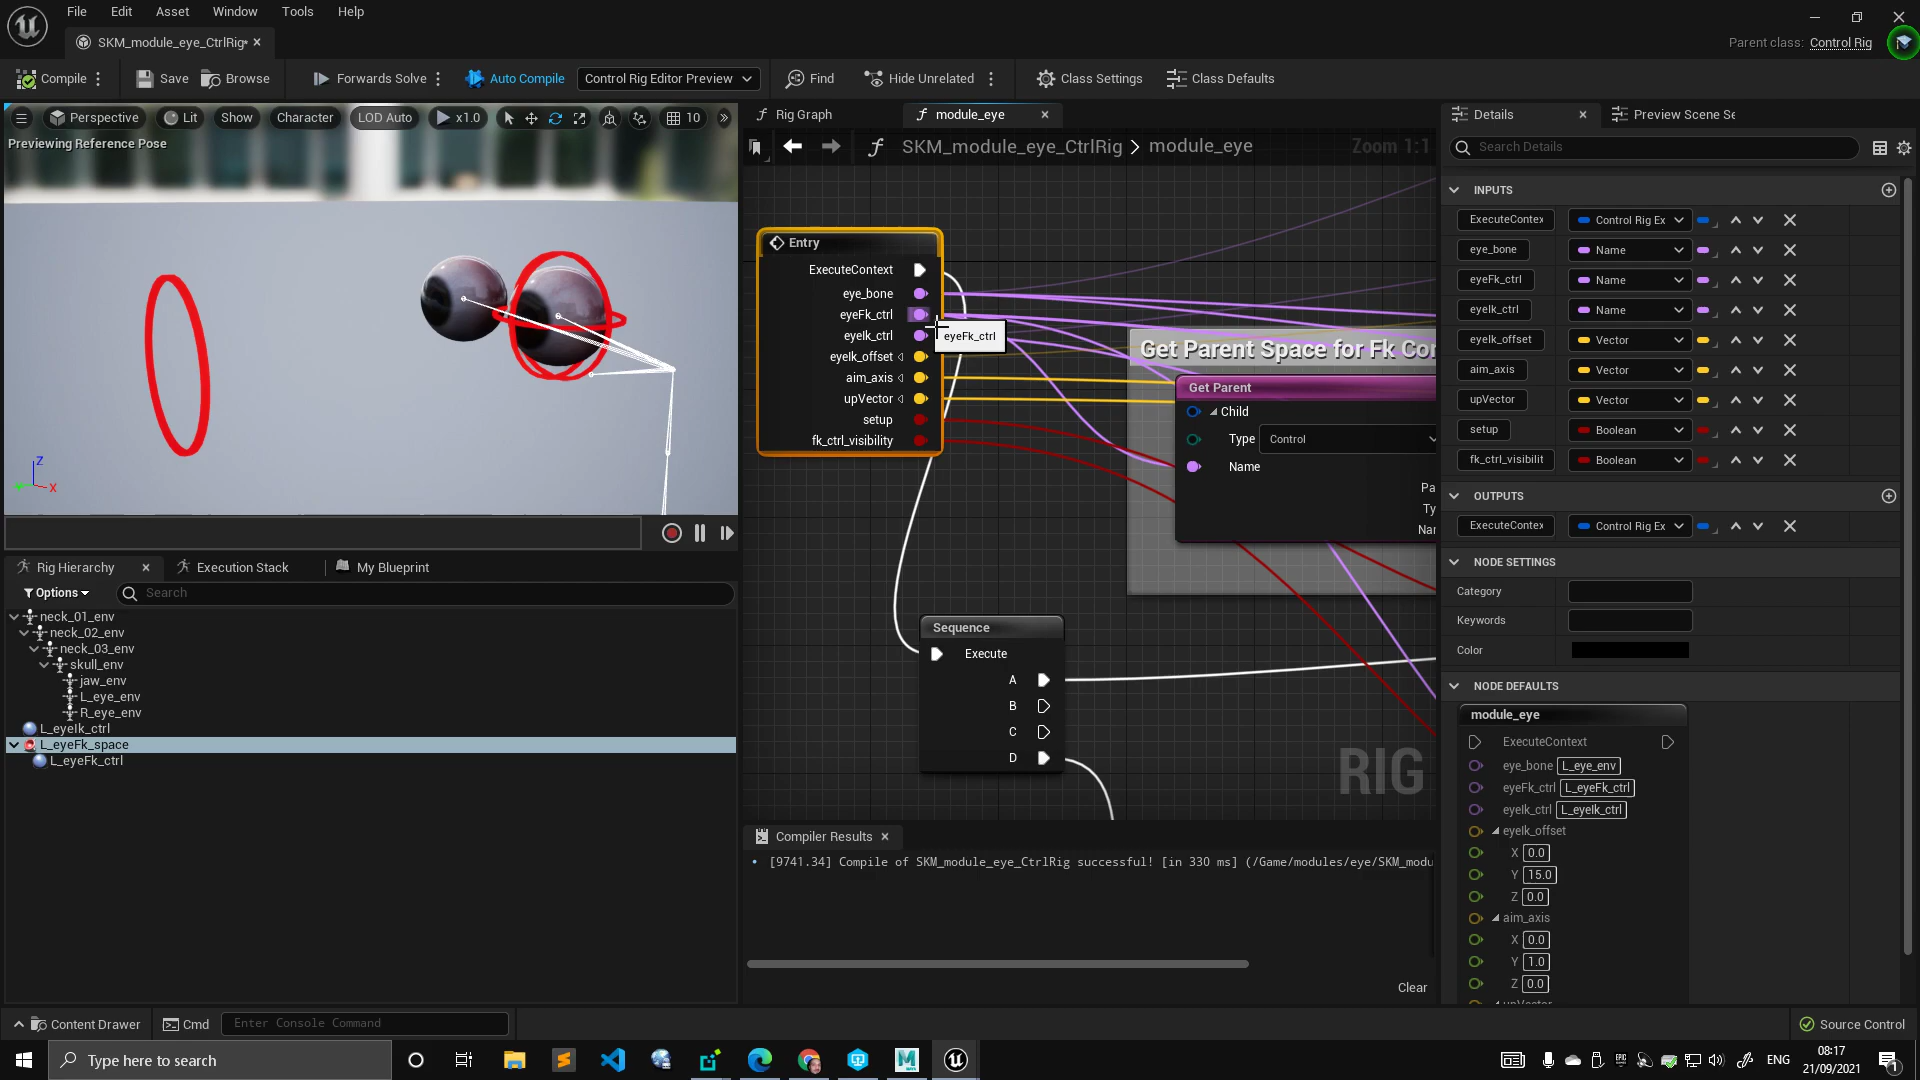 File Edit Asset Window Tools Help
SKM_module_eye_CtrlRig*
Parent class: Control Rig
Compile Save Browse Forwards Solve Auto Compile Control Rig Editor Preview Find Hide Unrelated Class Settings Class Defaults
Perspective Lit Show Character LOD Auto x1.0 10
Previewing Reference Pose
Z
X
Rig Hierarchy Execution Stack My Blueprint
Options Search
neck_01_env
neck_02_env
neck_03_env
skull_env
jaw_env
L_eye_env
R_eye_env
L_eyeIk_ctrl
L_eyeFk_space
L_eyeFk_ctrl
Rig Graph module_eye
SKM_module_eye_CtrlRig > module_eye Zoom 1:1
Entry
ExecuteContext
eye_bone
eyeFk_ctrl
eyeIk_ctrl
eyeIk_offset
aim_axis
upVector
setup
fk_ctrl_visibility
eyeFk_ctrl
Get Parent Space for Fk Con
Get Parent
Child
Type Control
Name
Pa
Ty
Nar
Sequence
Execute
A
B
C
D
RIG
Compiler Results
[9741.34] Compile of SKM_module_eye_CtrlRig successful! [in 330 ms] (/Game/modules/eye/SKM_modu
Clear
Details Preview Scene Se
Search Details
INPUTS
ExecuteContex Control Rig Ex
eye_bone Name
eyeFk_ctrl Name
eyeIk_ctrl Name
eyeIk_offset Vector
aim_axis Vector
upVector Vector
setup Boolean
fk_ctrl_visibilit Boolean
OUTPUTS
ExecuteContex Control Rig Ex
NODE SETTINGS
Category
Keywords
Color
NODE DEFAULTS
module_eye
ExecuteContext
eye_bone L_eye_env
eyeFk_ctrl L_eyeFk_ctrl
eyeIk_ctrl L_eyeIk_ctrl
eyeIk_offset
X 0.0
Y 15.0
Z 0.0
aim_axis
X 0.0
Y 1.0
Z 0.0
upVector
Content Drawer Cmd Enter Console Command Source Control
Type here to search
ENG
08:17
21/09/2021
1